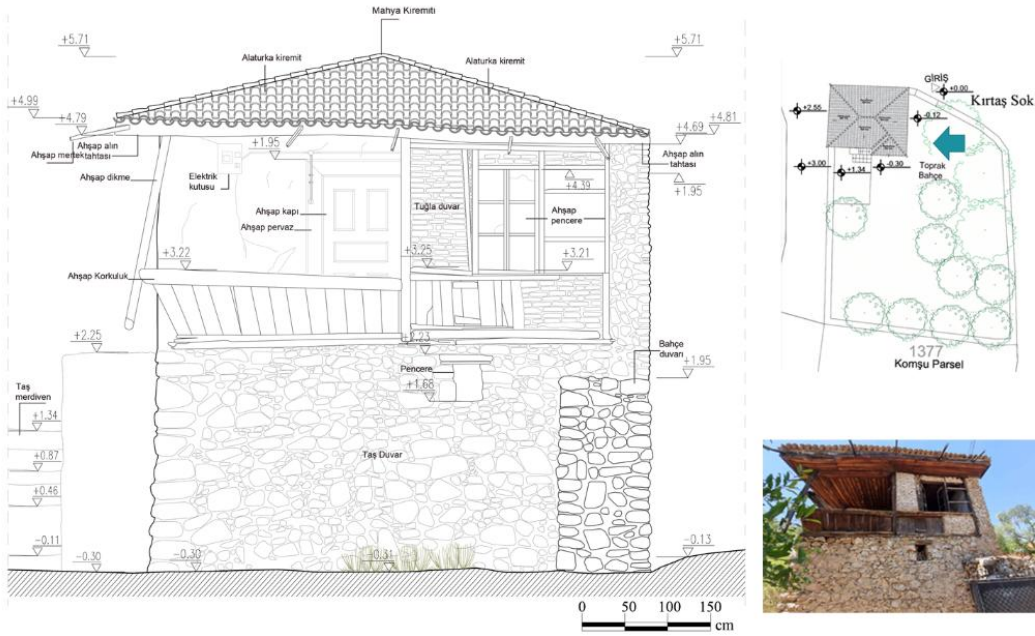 Mahya Kiremiti
+5.71
+5.71
Alaturka kiremit
Alaturka kiremit
+4.99
+4.79
+4.81
+4.69
Ahşap mertek
Ahşap alın
tahtası
+1.95
Ahşap alın
tahtası
+1.95
Ahşap dikme
Elektrik
kutusu
+4.39
Ahşap kapı
Ahşap pervaz
Tuğla duvar
Ahşap
pencere
+3.22
+3.25
+3.21
Ahşap Korkuluk
+2.25
+2.23
Bahçe
duvarı
+1.95
Pencere
+1.68
Taş
merdiven
+1.34
+0.87
Taş Duvar
+0.46
-0.11
-0.30
-0.30
-0.31
-0.13
0 50 100 150
cm
GİRİŞ
+0.00
Kırtaş Sok
+2.55
-0.12
Toprak
Bahçe
+3.00
+1.34
-0.30
1377
Komşu Parsel